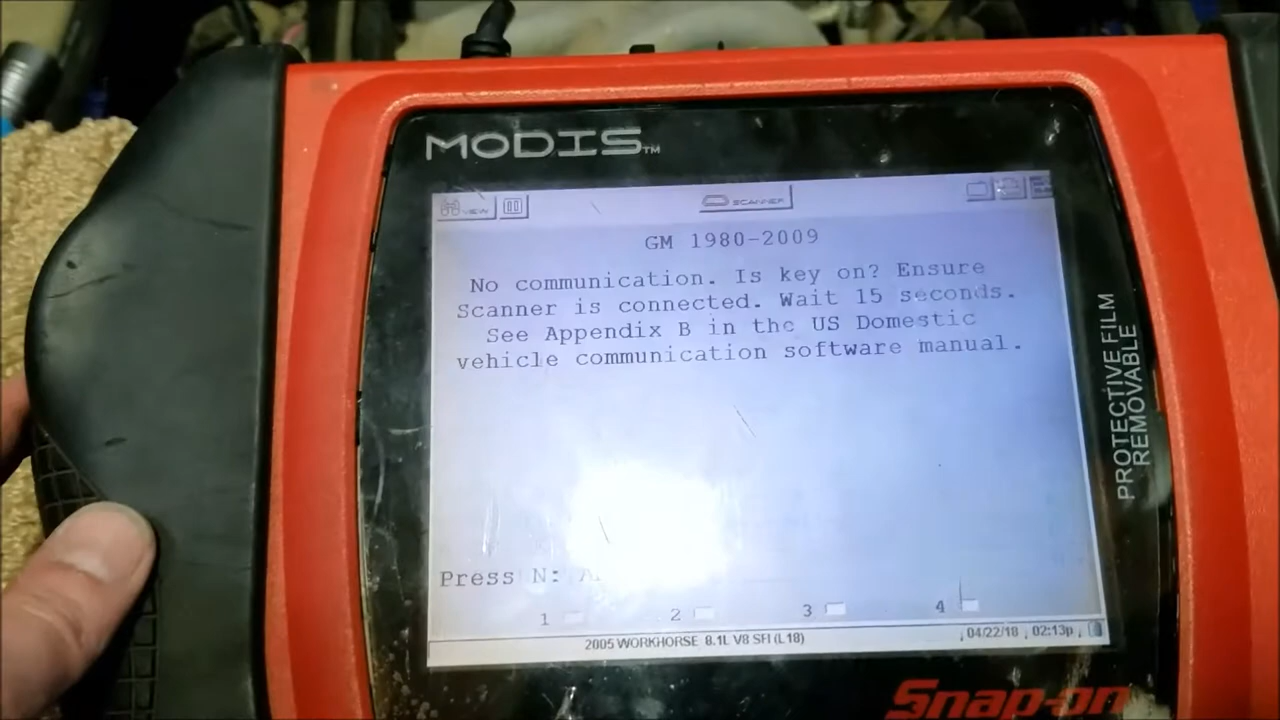 MODIS™
VIEW
SCANNER
GM 1980-2009
No communication. Is key on? Ensure
Scanner is connected. Wait 15 seconds.
See Appendix B in the US Domestic
vehicle communication software manual.
Press N:
1 2 3 4
2005 WORKHORSE 8.1L V8 SFI (L18)
04/22/18 02:13p
PROTECTIVE FILM
REMOVABLE
Snap-on